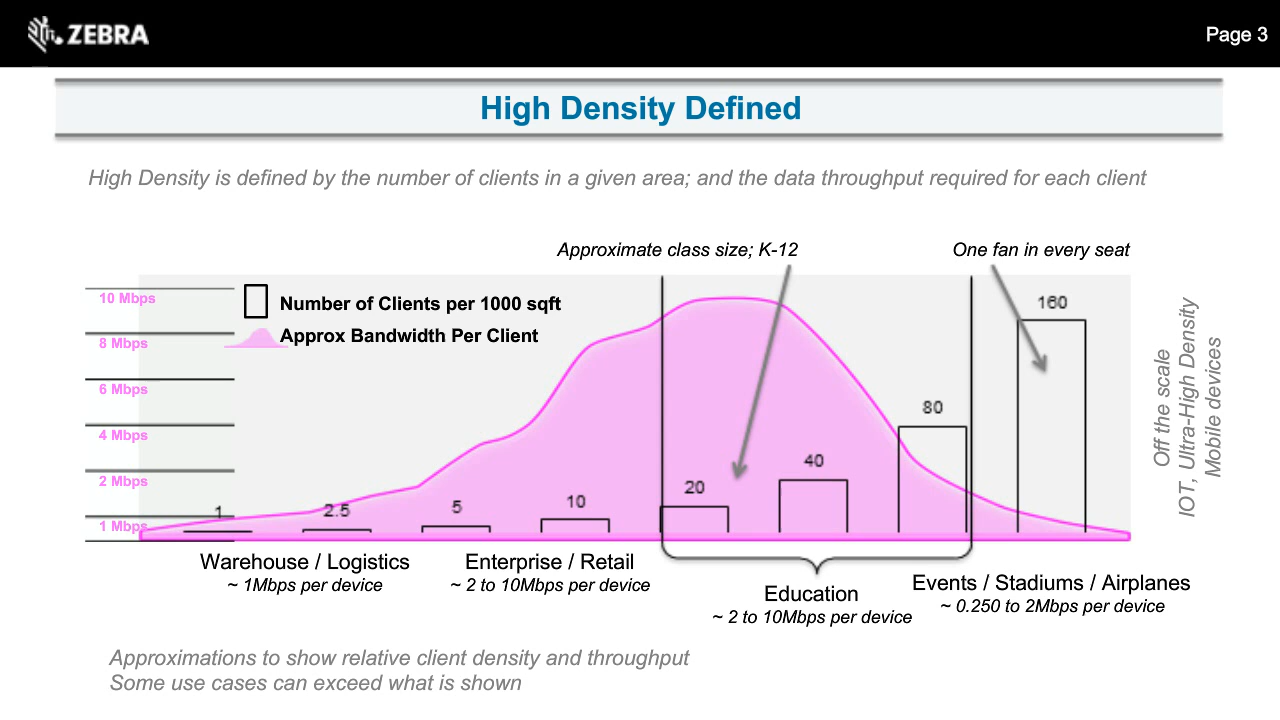 ZEBRA
Page 3
High Density Defined
High Density is defined by the number of clients in a given area; and the data throughput required for each client
Approximate class size; K-12
One fan in every seat
10 Mbps
8 Mbps
6 Mbps
4 Mbps
2 Mbps
1 Mbps
Number of Clients per 1000 sqft
Approx Bandwidth Per Client
1
2.5
5
10
20
40
80
160
Off the scale
IOT, Ultra-High Density
Mobile devices
Warehouse / Logistics
~ 1Mbps per device
Enterprise / Retail
~ 2 to 10Mbps per device
Education
~ 2 to 10Mbps per device
Events / Stadiums / Airplanes
~ 0.250 to 2Mbps per device
Approximations to show relative client density and throughput
Some use cases can exceed what is shown